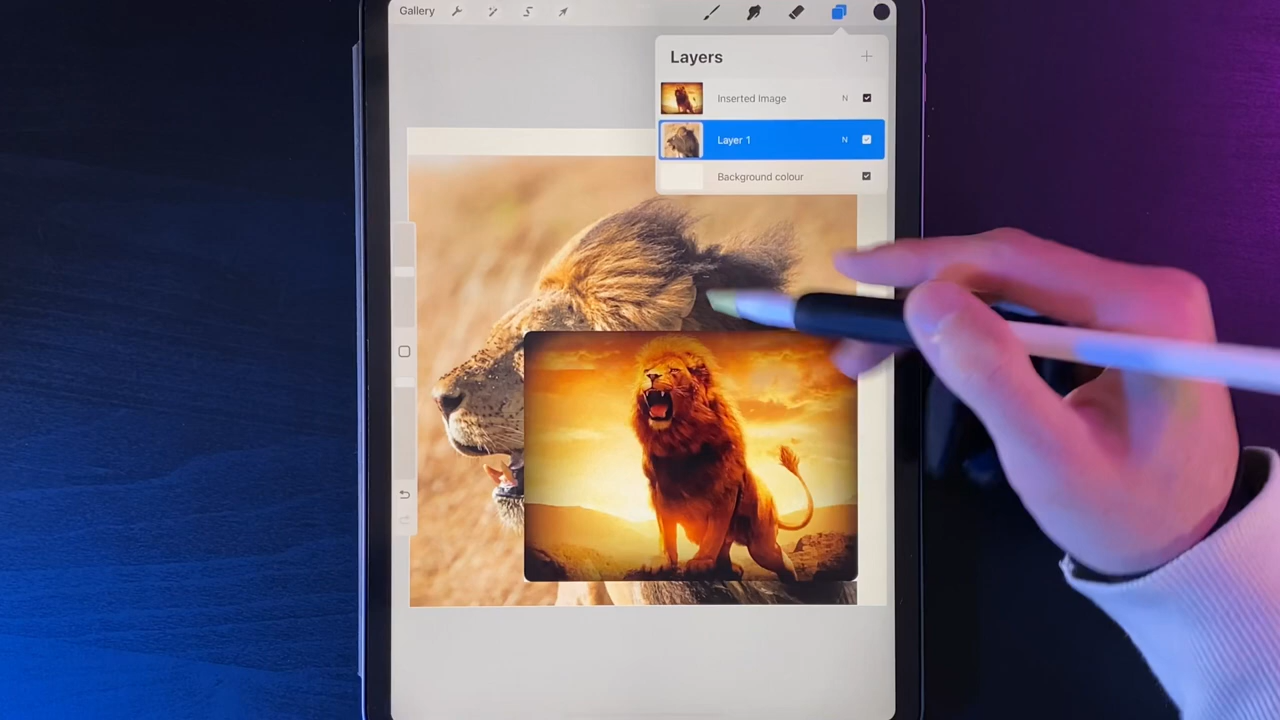 Gallery
Layers
Inserted Image N
Layer 1 N
Background colour